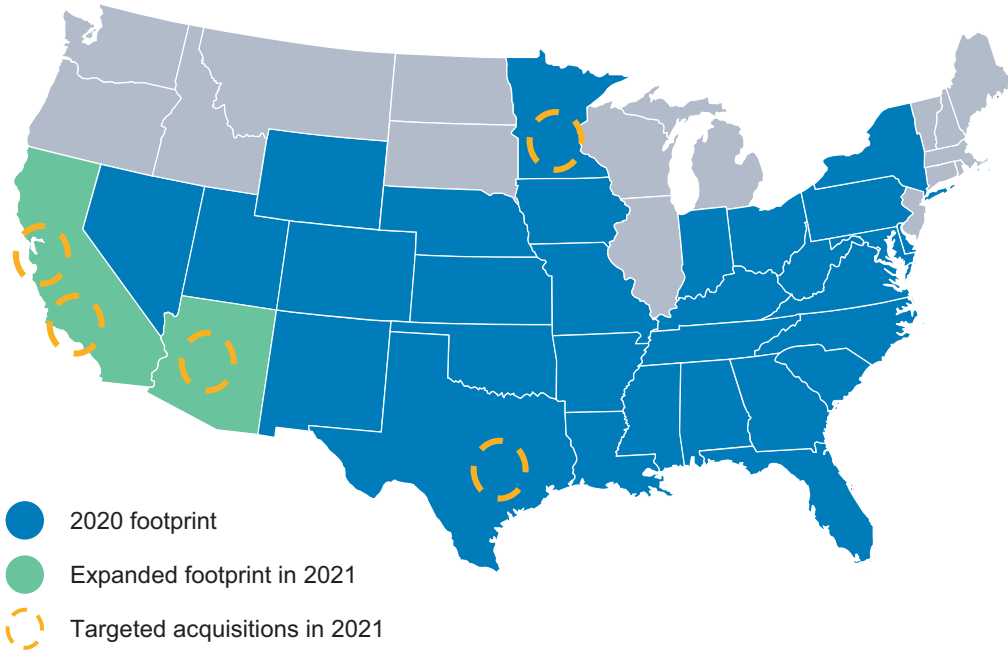 2020 footprint
Expanded footprint in 2021
Targeted acquisitions in 2021